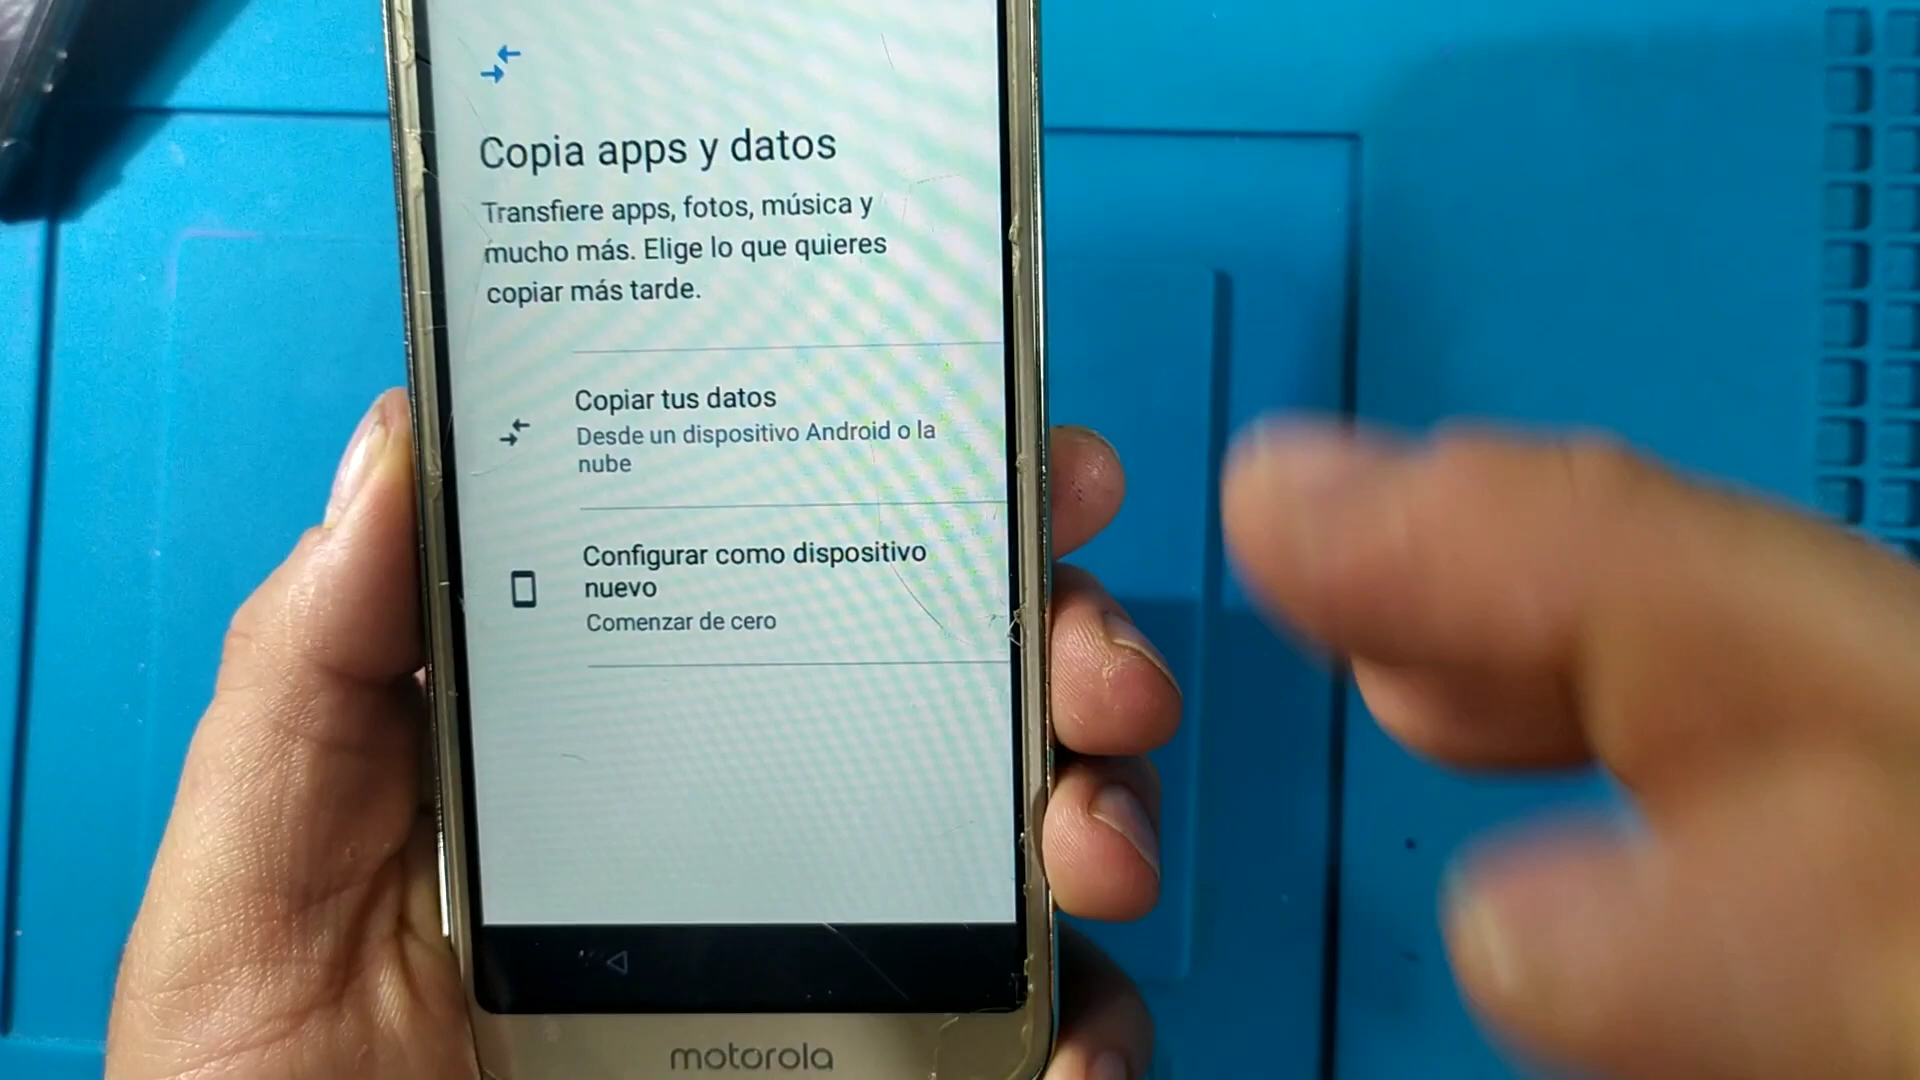 Copia apps y datos
Transfiere apps, fotos, música y
mucho más. Elige lo que quieres
copiar más tarde.
Copiar tus datos
Desde un dispositivo Android o la
nube
Configurar como dispositivo
nuevo
Comenzar de cero
motorola